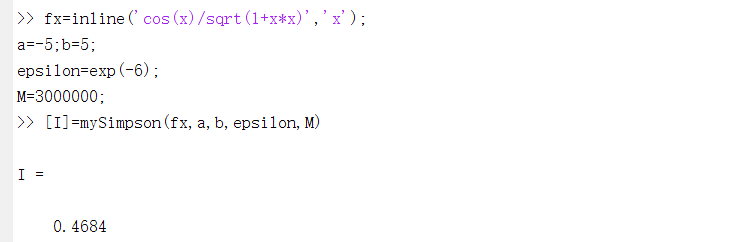 >> fx=inline('cos(x)/sqrt(1+x*x)','x');
a=-5;b=5;
epsilon=exp(-6);
M=3000000;
>> [I]=mySimpson(fx,a,b,epsilon,M)
I =
0.4684